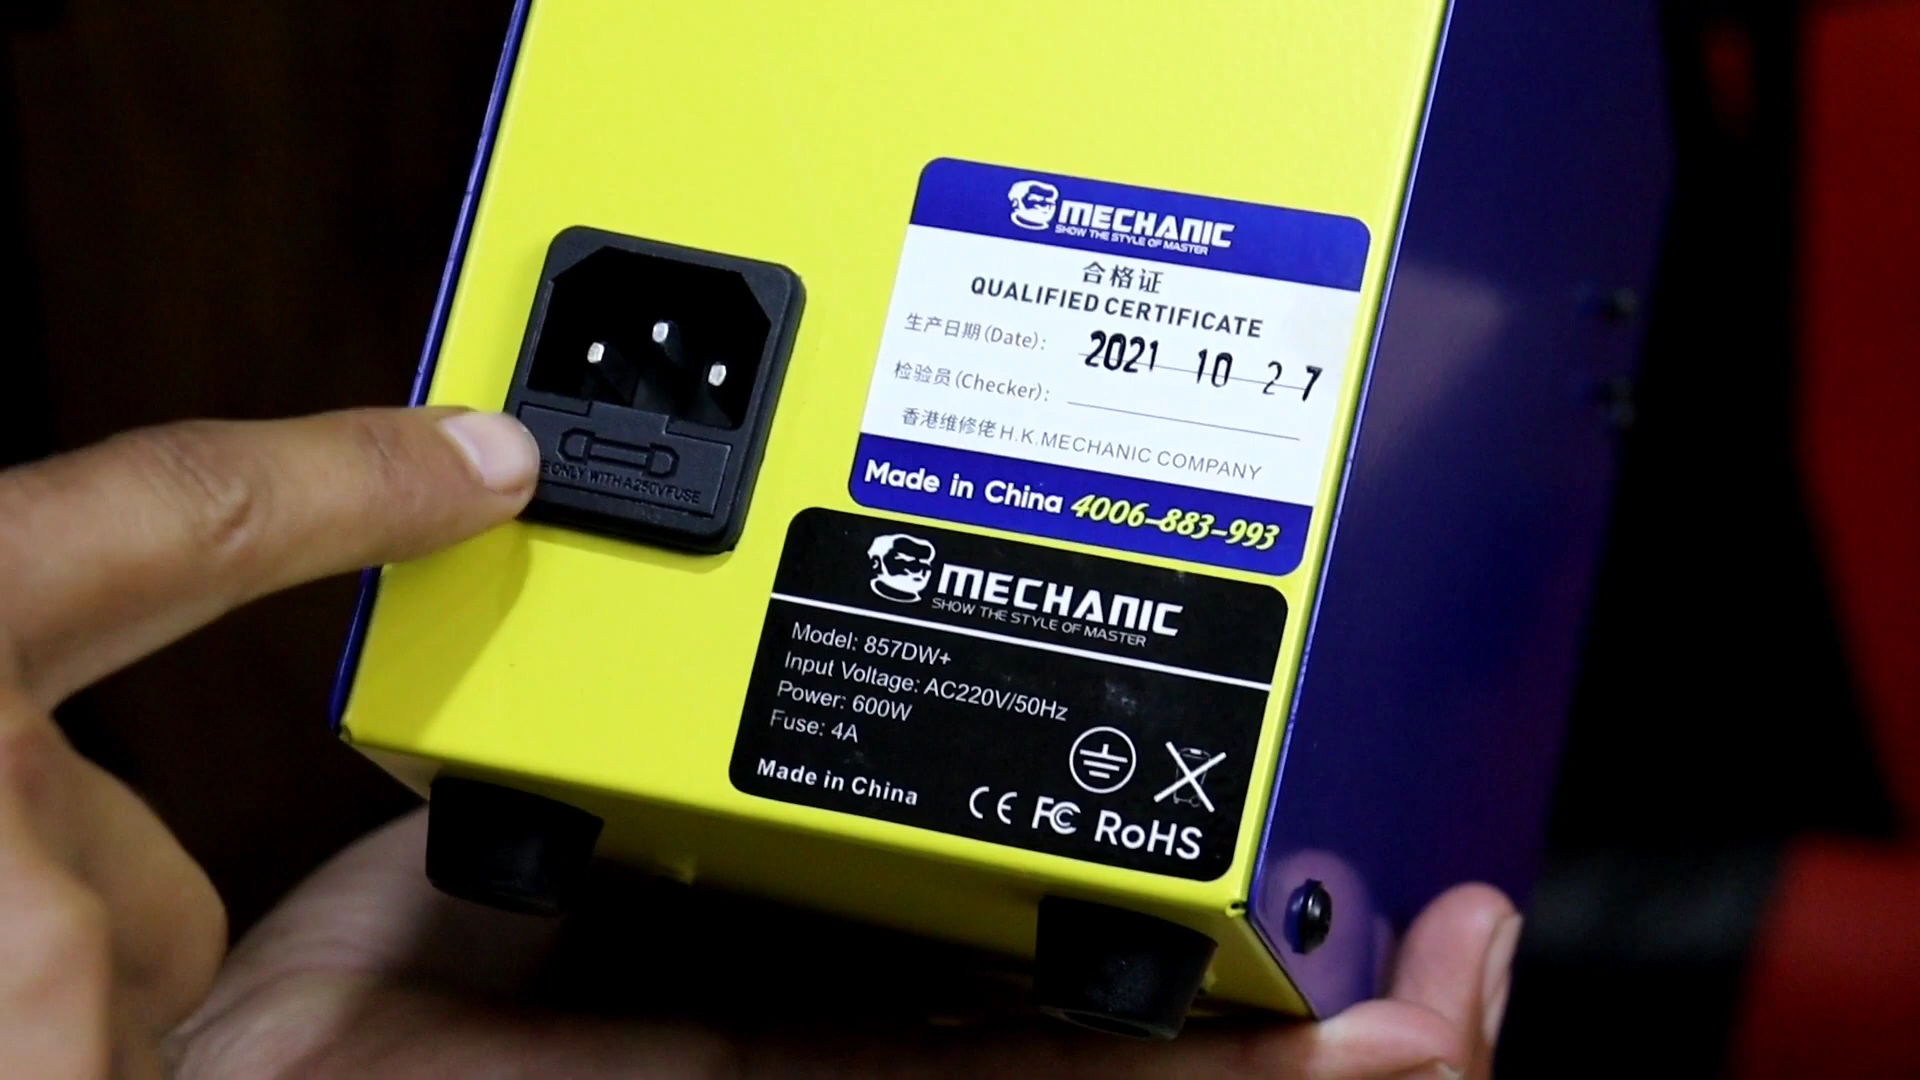 MECHANIC
SHOW THE STYLE OF MASTER
合格证
QUALIFIED CERTIFICATE
生产日期(Date): 2021 10 27
检验员(Checker):
香港维修佬 H.K.MECHANIC COMPANY
Made in China 4006-883-993
ONLY WITH A 250V FUSE
MECHANIC
SHOW THE STYLE OF MASTER
Model: 857DW+
Input Voltage: AC220V/50Hz
Power: 600W
Fuse: 4A
Made in China
CE FC RoHS